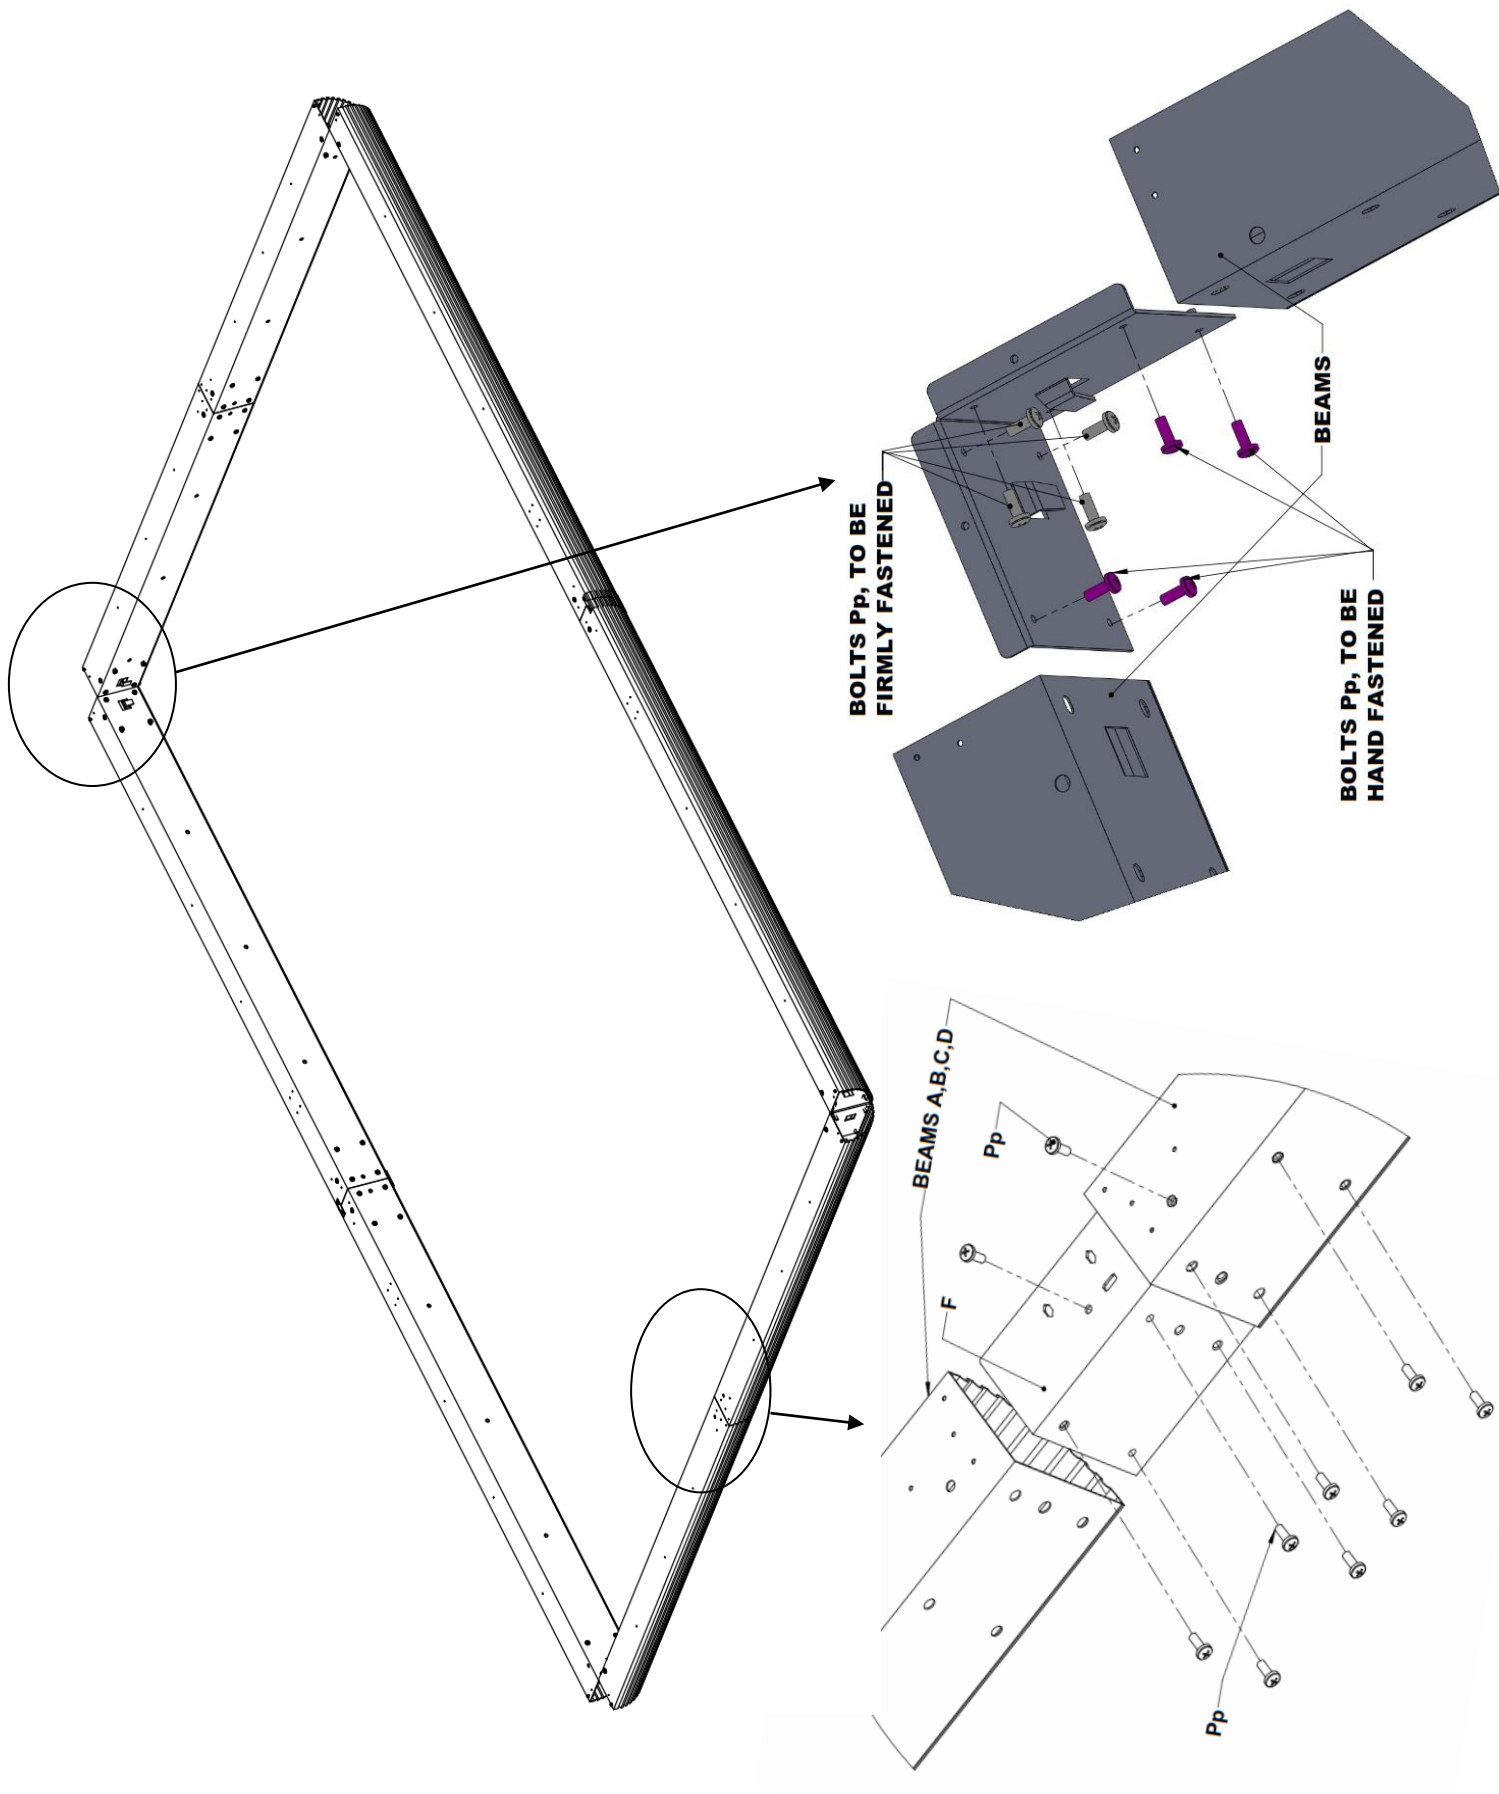 BOLTS Pp, TO BE
FIRMLY FASTENED
BEAMS
BOLTS Pp, TO BE
HAND FASTENED
BEAMS A,B,C,D
Pp
F
Pp